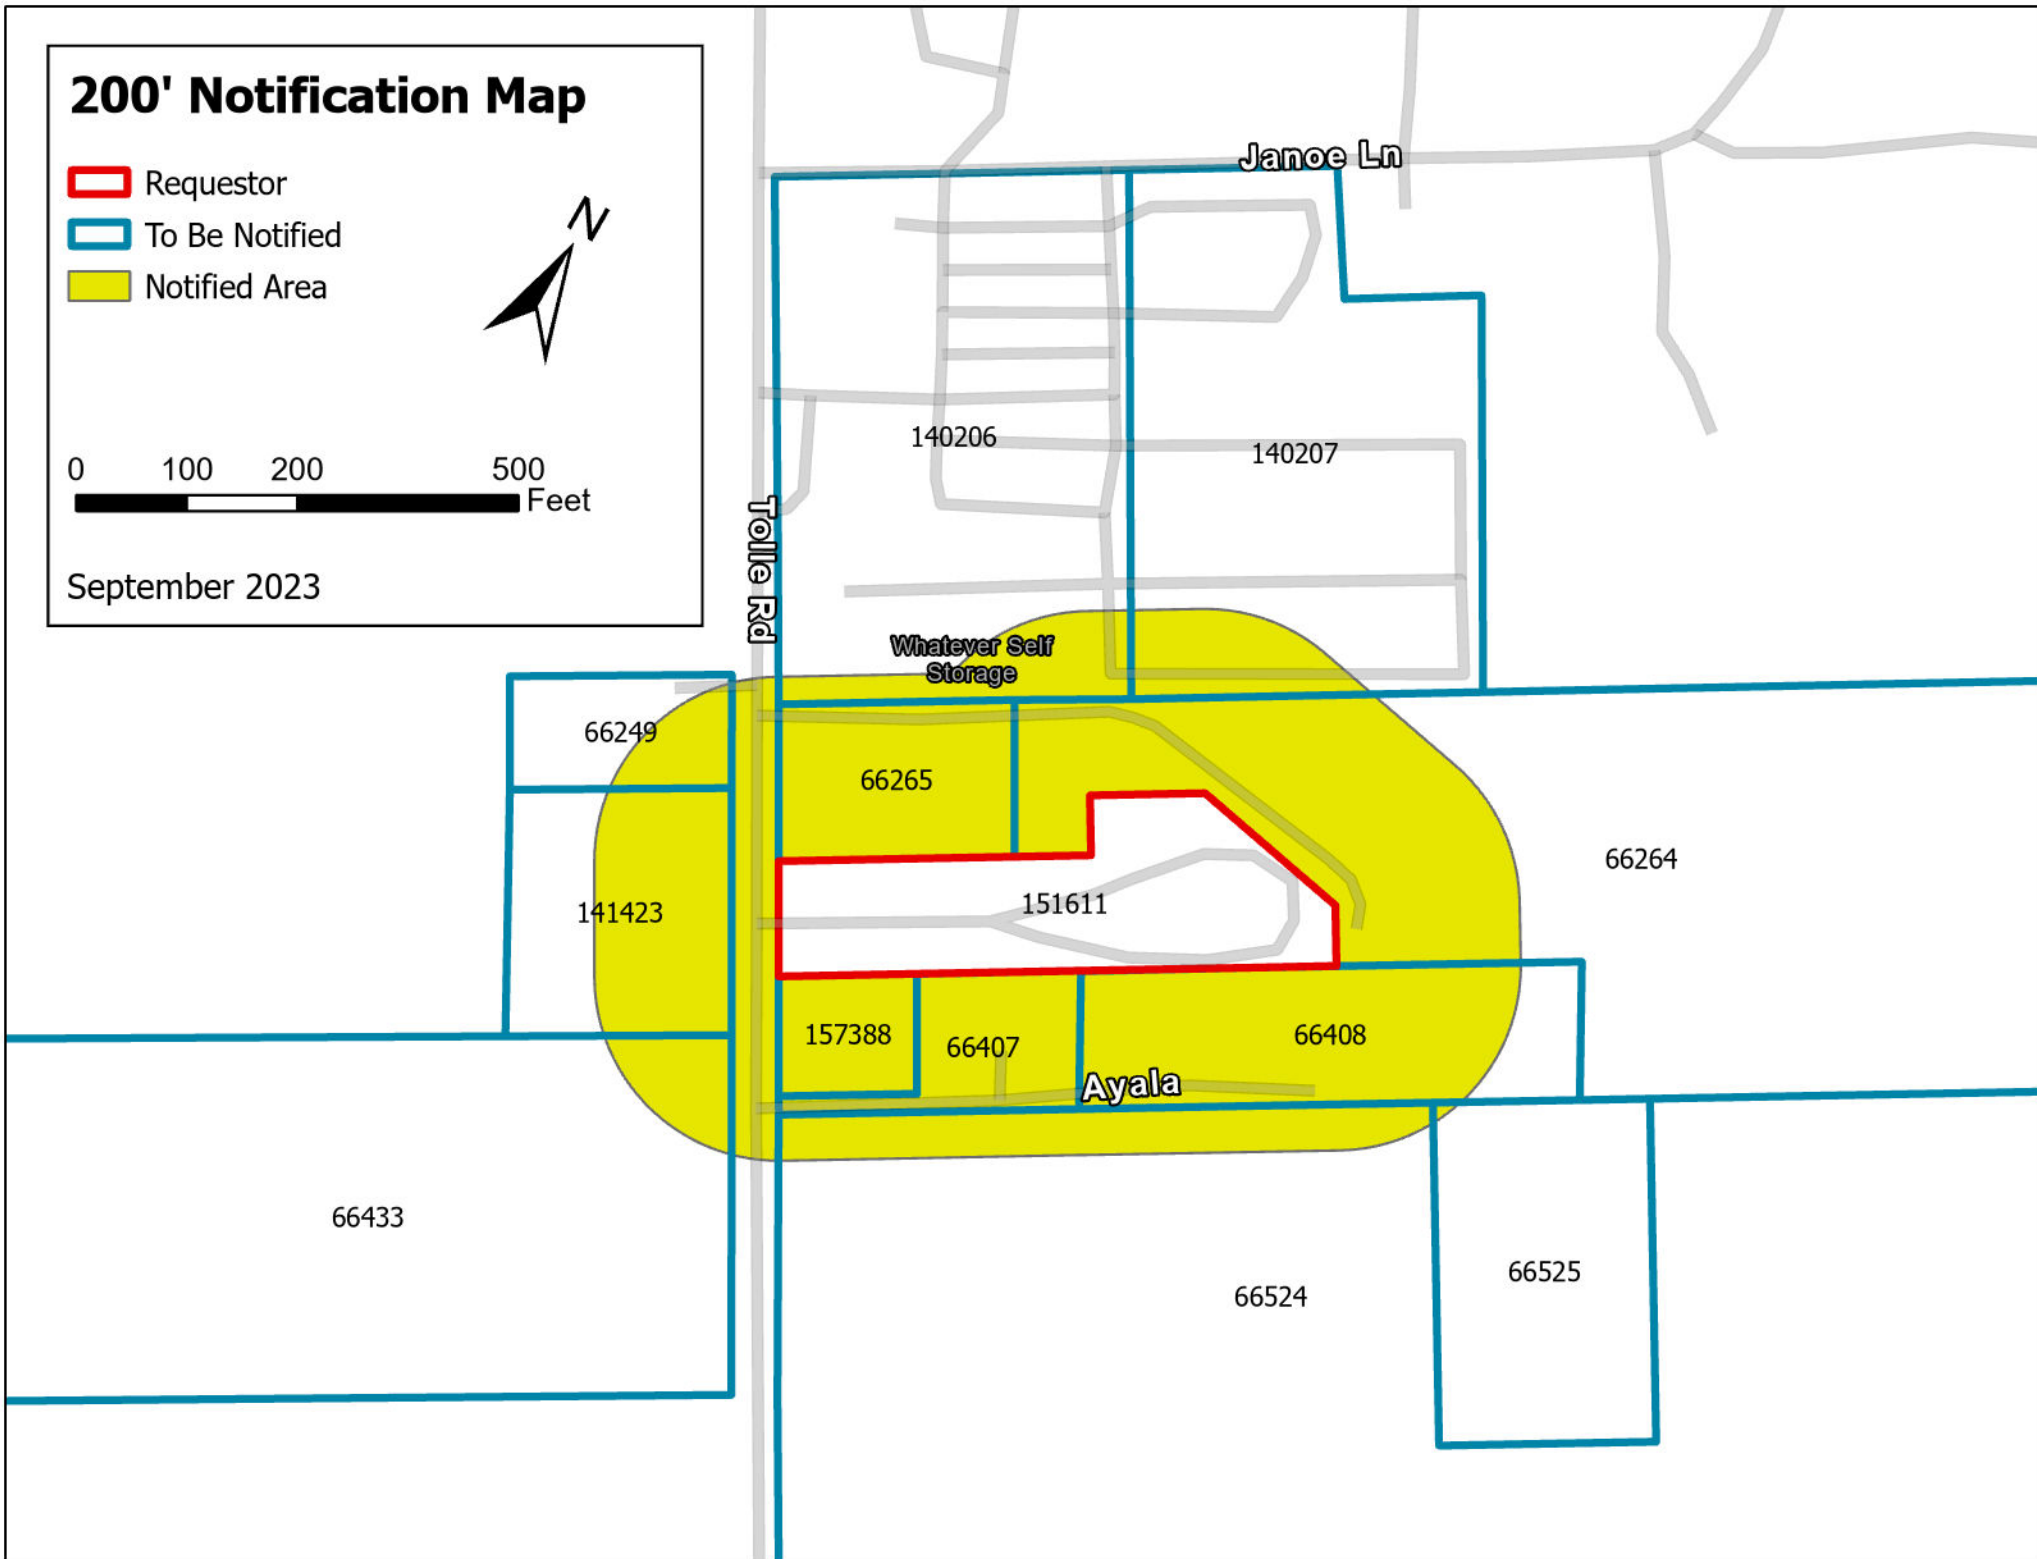 200' Notification Map
Requestor
To Be Notified
Notified Area
N
0 100 200 500
Feet
September 2023
Janoe Ln
140206
140207
Tolle Rd
Whatever Self
Storage
66249
66265
66264
151611
141423
157388
66407
66408
Ayala
66433
66525
66524